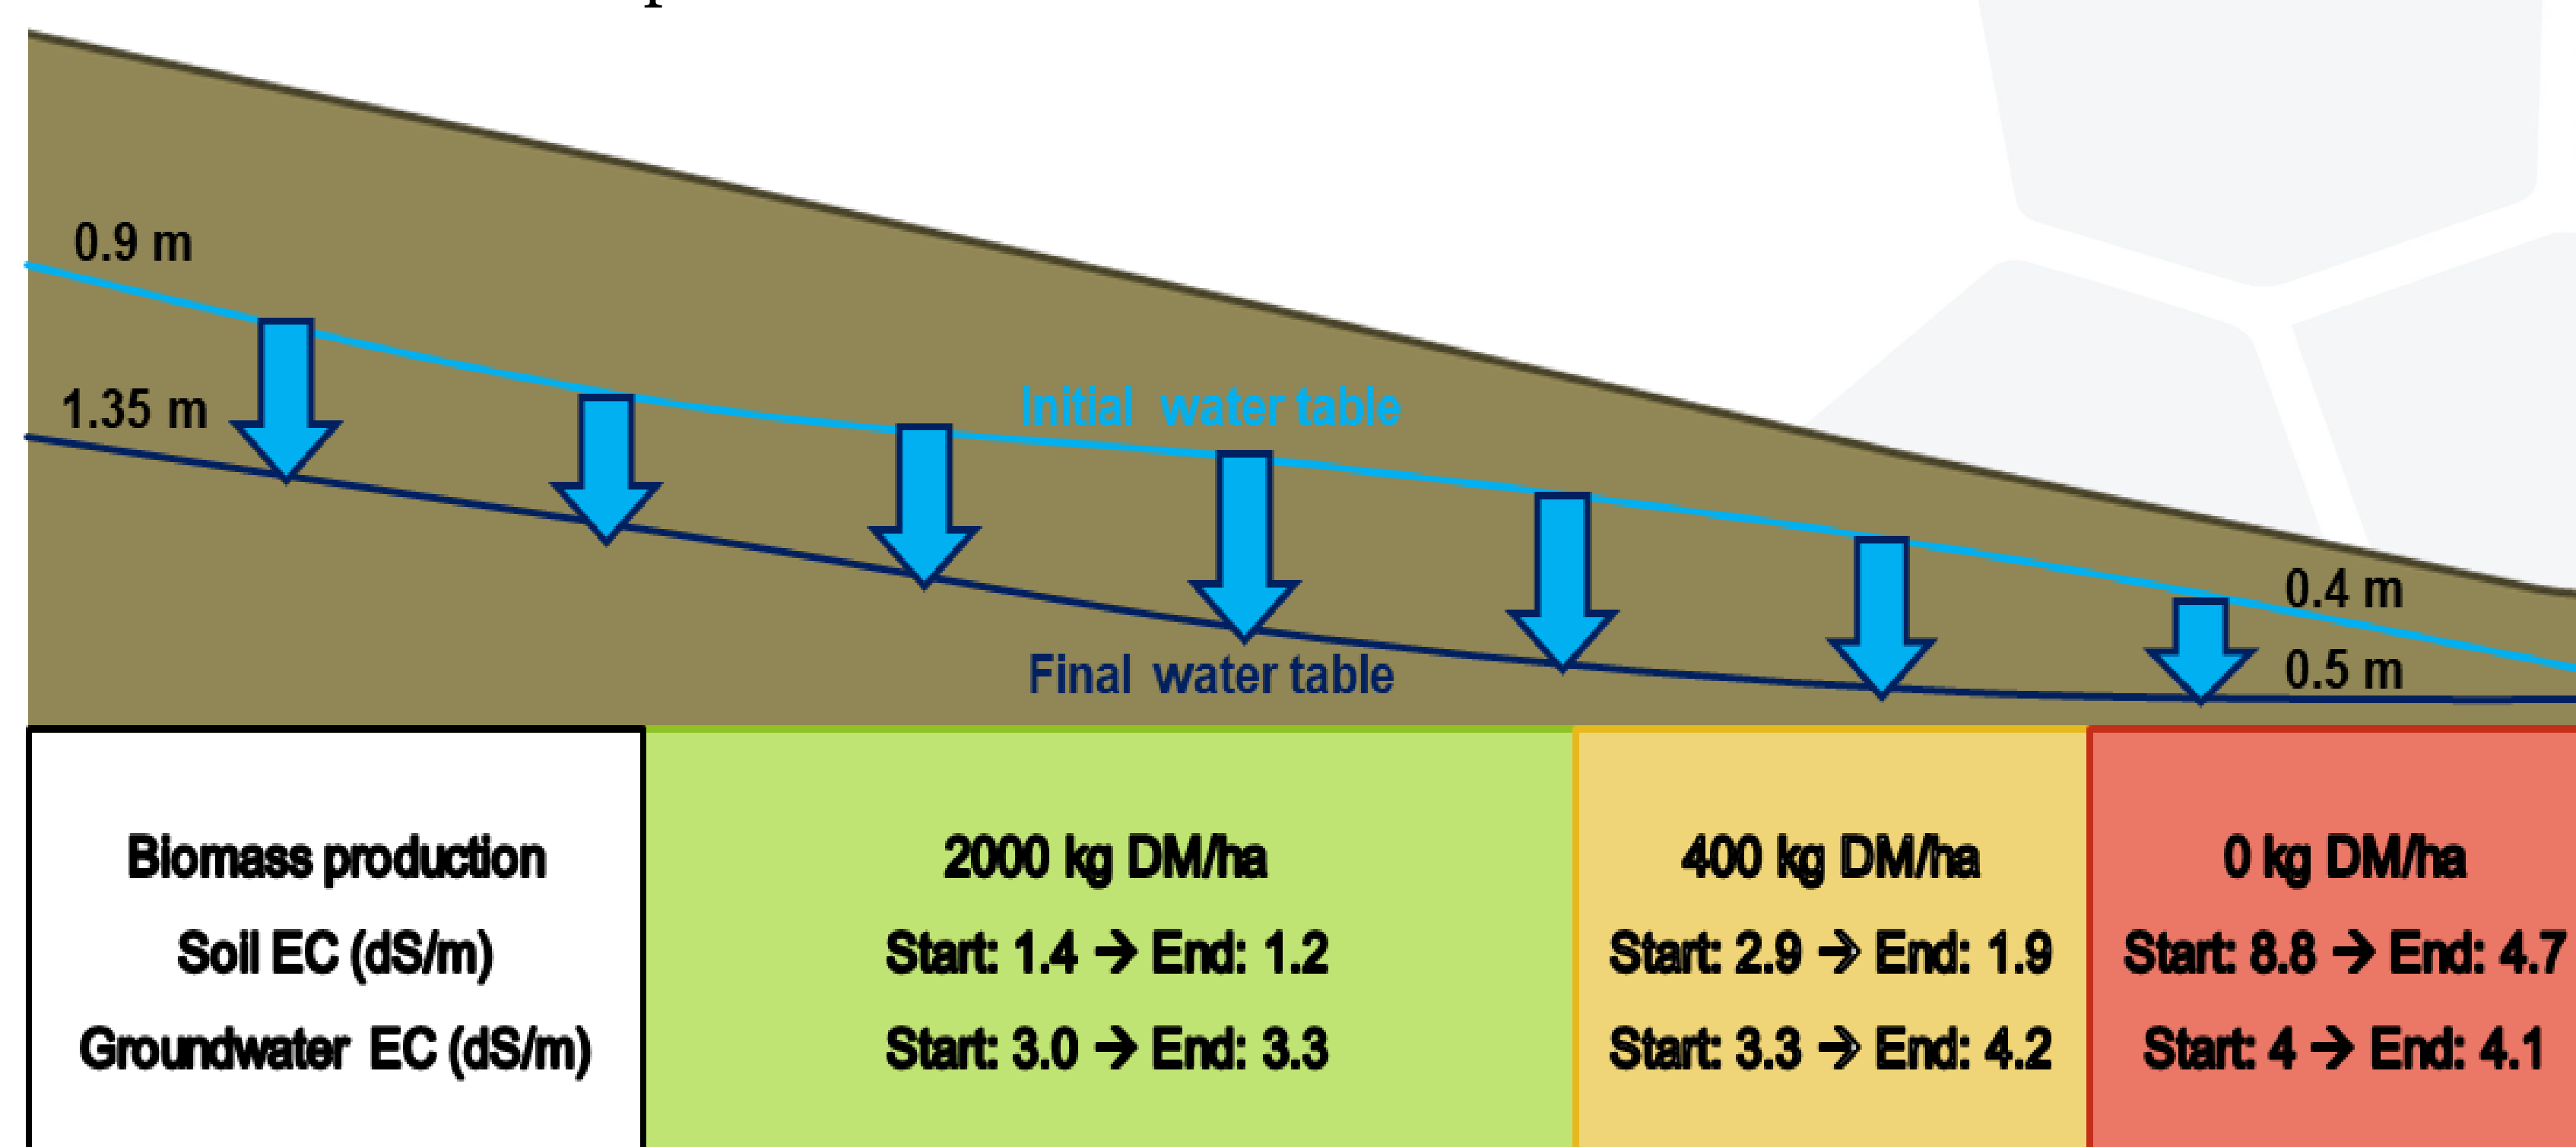 0.9 m
1.35 m
Initial water table
Final water table
0.4 m
0.5 m
Biomass production
2000 kg DM/ha
400 kg DM/ha
0 kg DM/ha
Soil EC (dS/m)
Start: 1.4 → End: 1.2
Start: 2.9 → End: 1.9
Start: 8.8 → End: 4.7
Groundwater EC (dS/m)
Start: 3.0 → End: 3.3
Start: 3.3 → End: 4.2
Start: 4 → End: 4.1